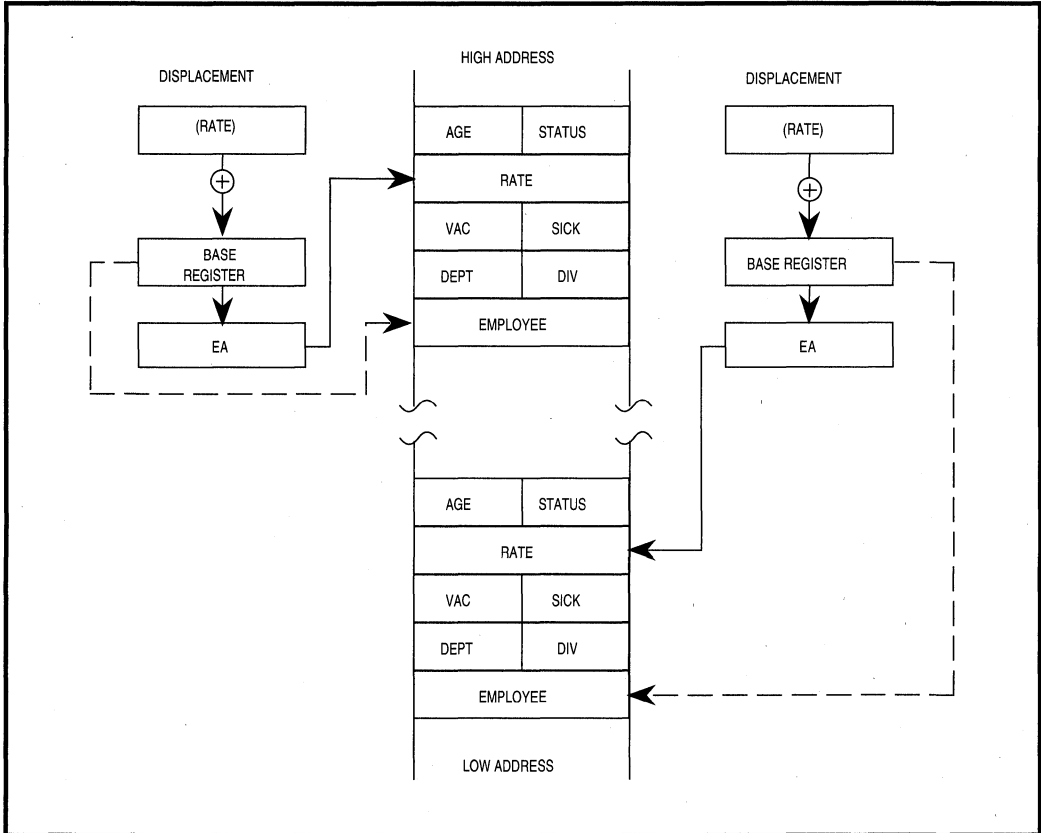 HIGH ADDRESS
DISPLACEMENT
(RATE)
+
BASE
REGISTER
EA
AGE STATUS
RATE
VAC SICK
DEPT DIV
EMPLOYEE
DISPLACEMENT
(RATE)
+
BASE REGISTER
EA
AGE STATUS
RATE
VAC SICK
DEPT DIV
EMPLOYEE
LOW ADDRESS